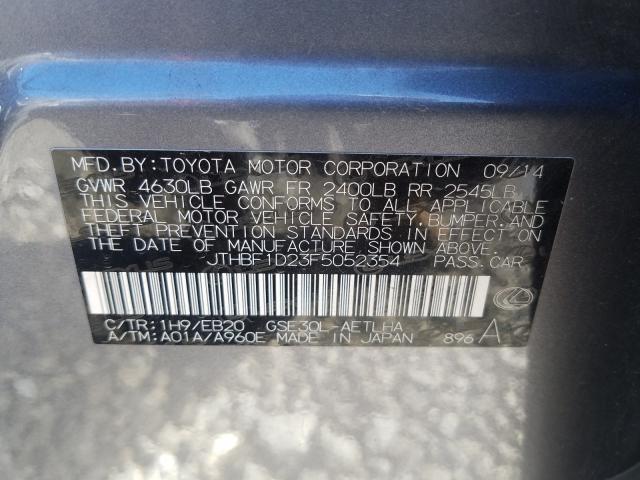 MFD. BY: TOYOTA MOTOR CORPORATION 09/14
GVWR 4630LB GAWR FR 2400LB RR 2545LB
THIS VEHICLE CONFORMS TO ALL APPLICABLE
FEDERAL MOTOR VEHICLE SAFETY, BUMPER, AND
THEFT PREVENTION STANDARDS IN EFFECT ON
THE DATE OF MANUFACTURE SHOWN ABOVE.
JTHBF1D23F5052354 PASS. CAR
C/TR: 1H9/EB20 GSE30L-AETLHA
A/TM: A01A/A960E MADE IN JAPAN 896 A